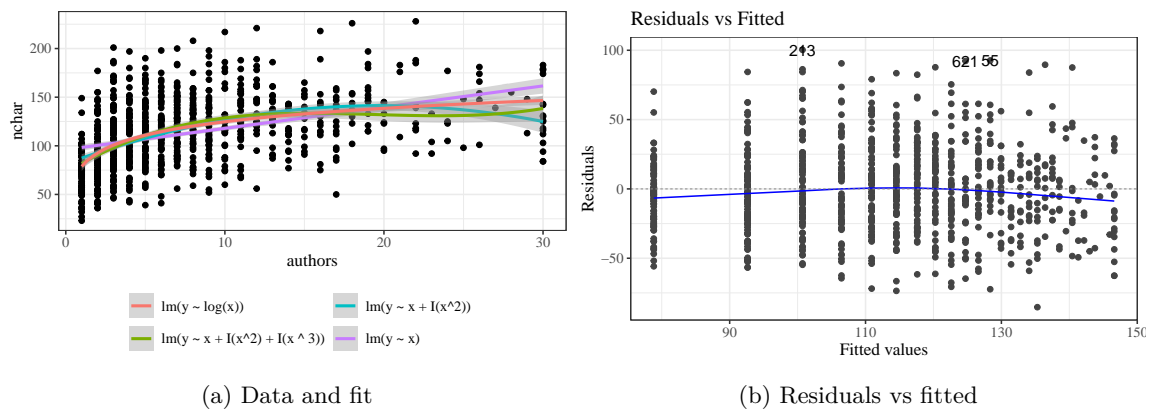 200
150
100
50
nchar
0
10
20
30
authors
lm(y ~ log(x))
lm(y ~ x + I(x^2))
lm(y ~ x + I(x^2) + I(x ^ 3))
lm(y ~ x)
(a) Data and fit
Residuals vs Fitted
100
50
0
−50
Residuals
213
621
55
90
110
130
150
Fitted values
(b) Residuals vs fitted